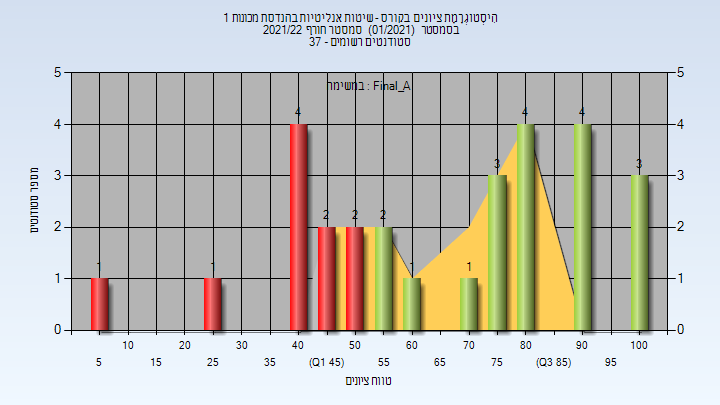 היסטוגרמת ציונים בקורס - שיטות אנליטיות בהנדסת מכונות 1
בסמסטר (01/2021) סמסטר חורף 2021/22
סטודנטים רשומים - 37
במשימה : Final_A
5 5
4 4
3 3
2 2
1 1
0 0
מספר סטודנטים
1 1 4 2 2 2 1 1 3 4 4 3
10 20 30 40 50 60 70 80 90 100
5 15 25 35 (Q1 45) 55 65 75 (Q3 85) 95
טווח ציונים